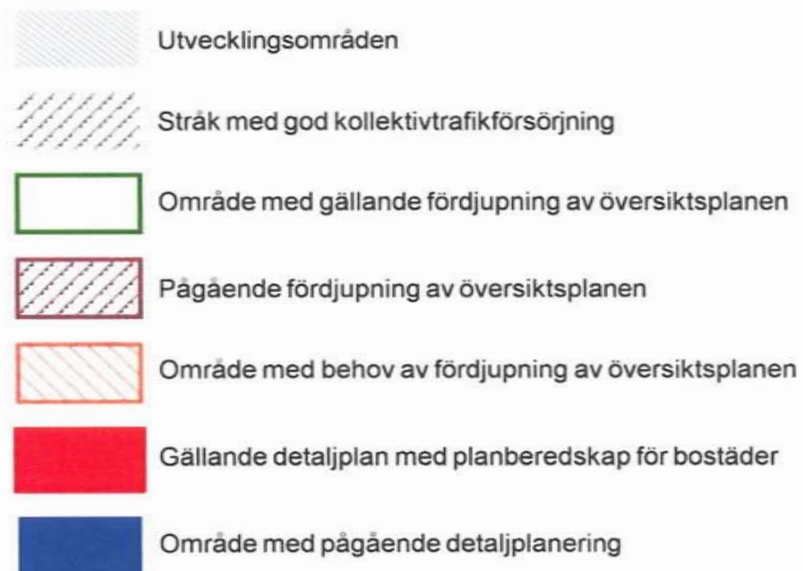 Utvecklingsområden
Stråk med god kollektivtrafikförsörjning
Område med gällande fördjupning av översiktsplanen
Pågående fördjupning av översiktsplanen
Område med behov av fördjupning av översiktsplanen
Gällande detaljplan med planberedskap för bostäder
Område med pågående detaljplanering